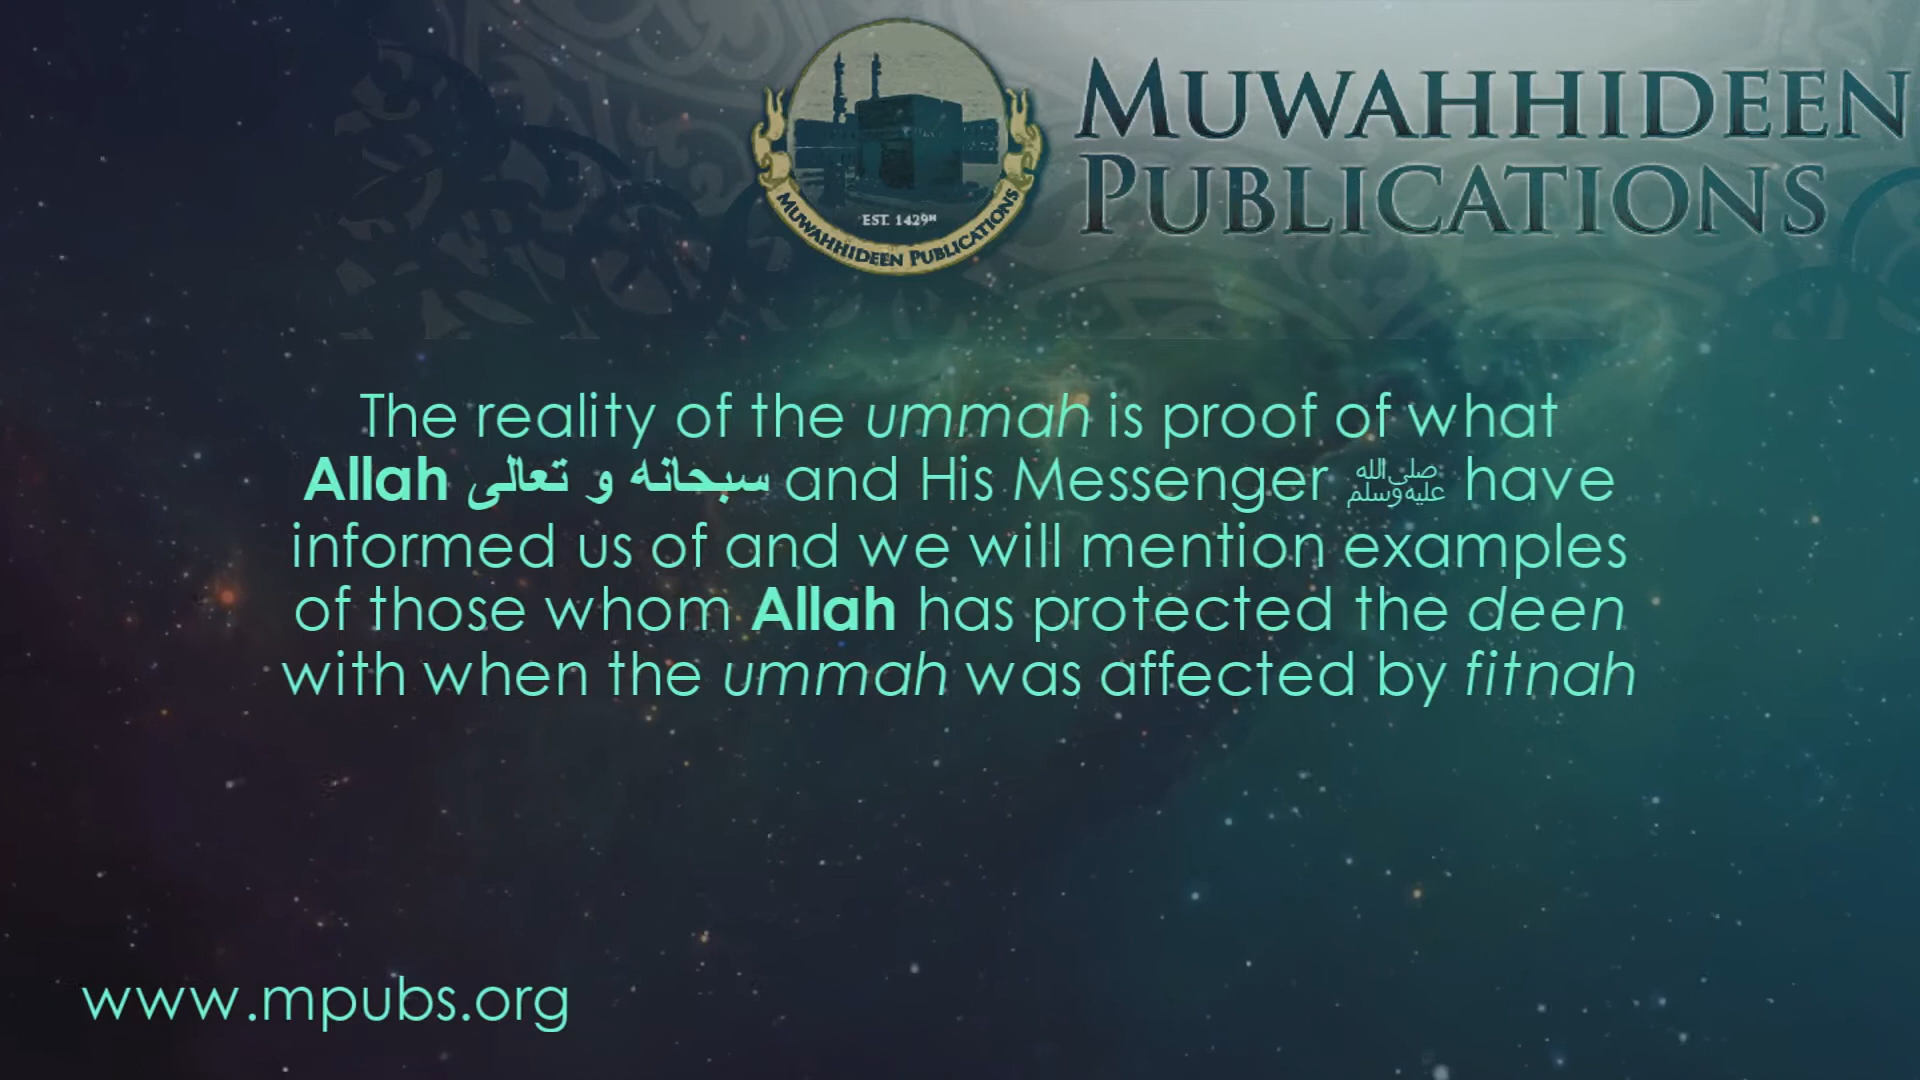 MUWAHHIDEEN
PUBLICATIONS
EST. 1429H
MUWAHHIDEEN PUBLICATIONS
The reality of the ummah is proof of what
Allah سبحانه و تعالى and His Messenger ﷺ have
informed us of and we will mention examples
of those whom Allah has protected the deen
with when the ummah was affected by fitnah
www.mpubs.org